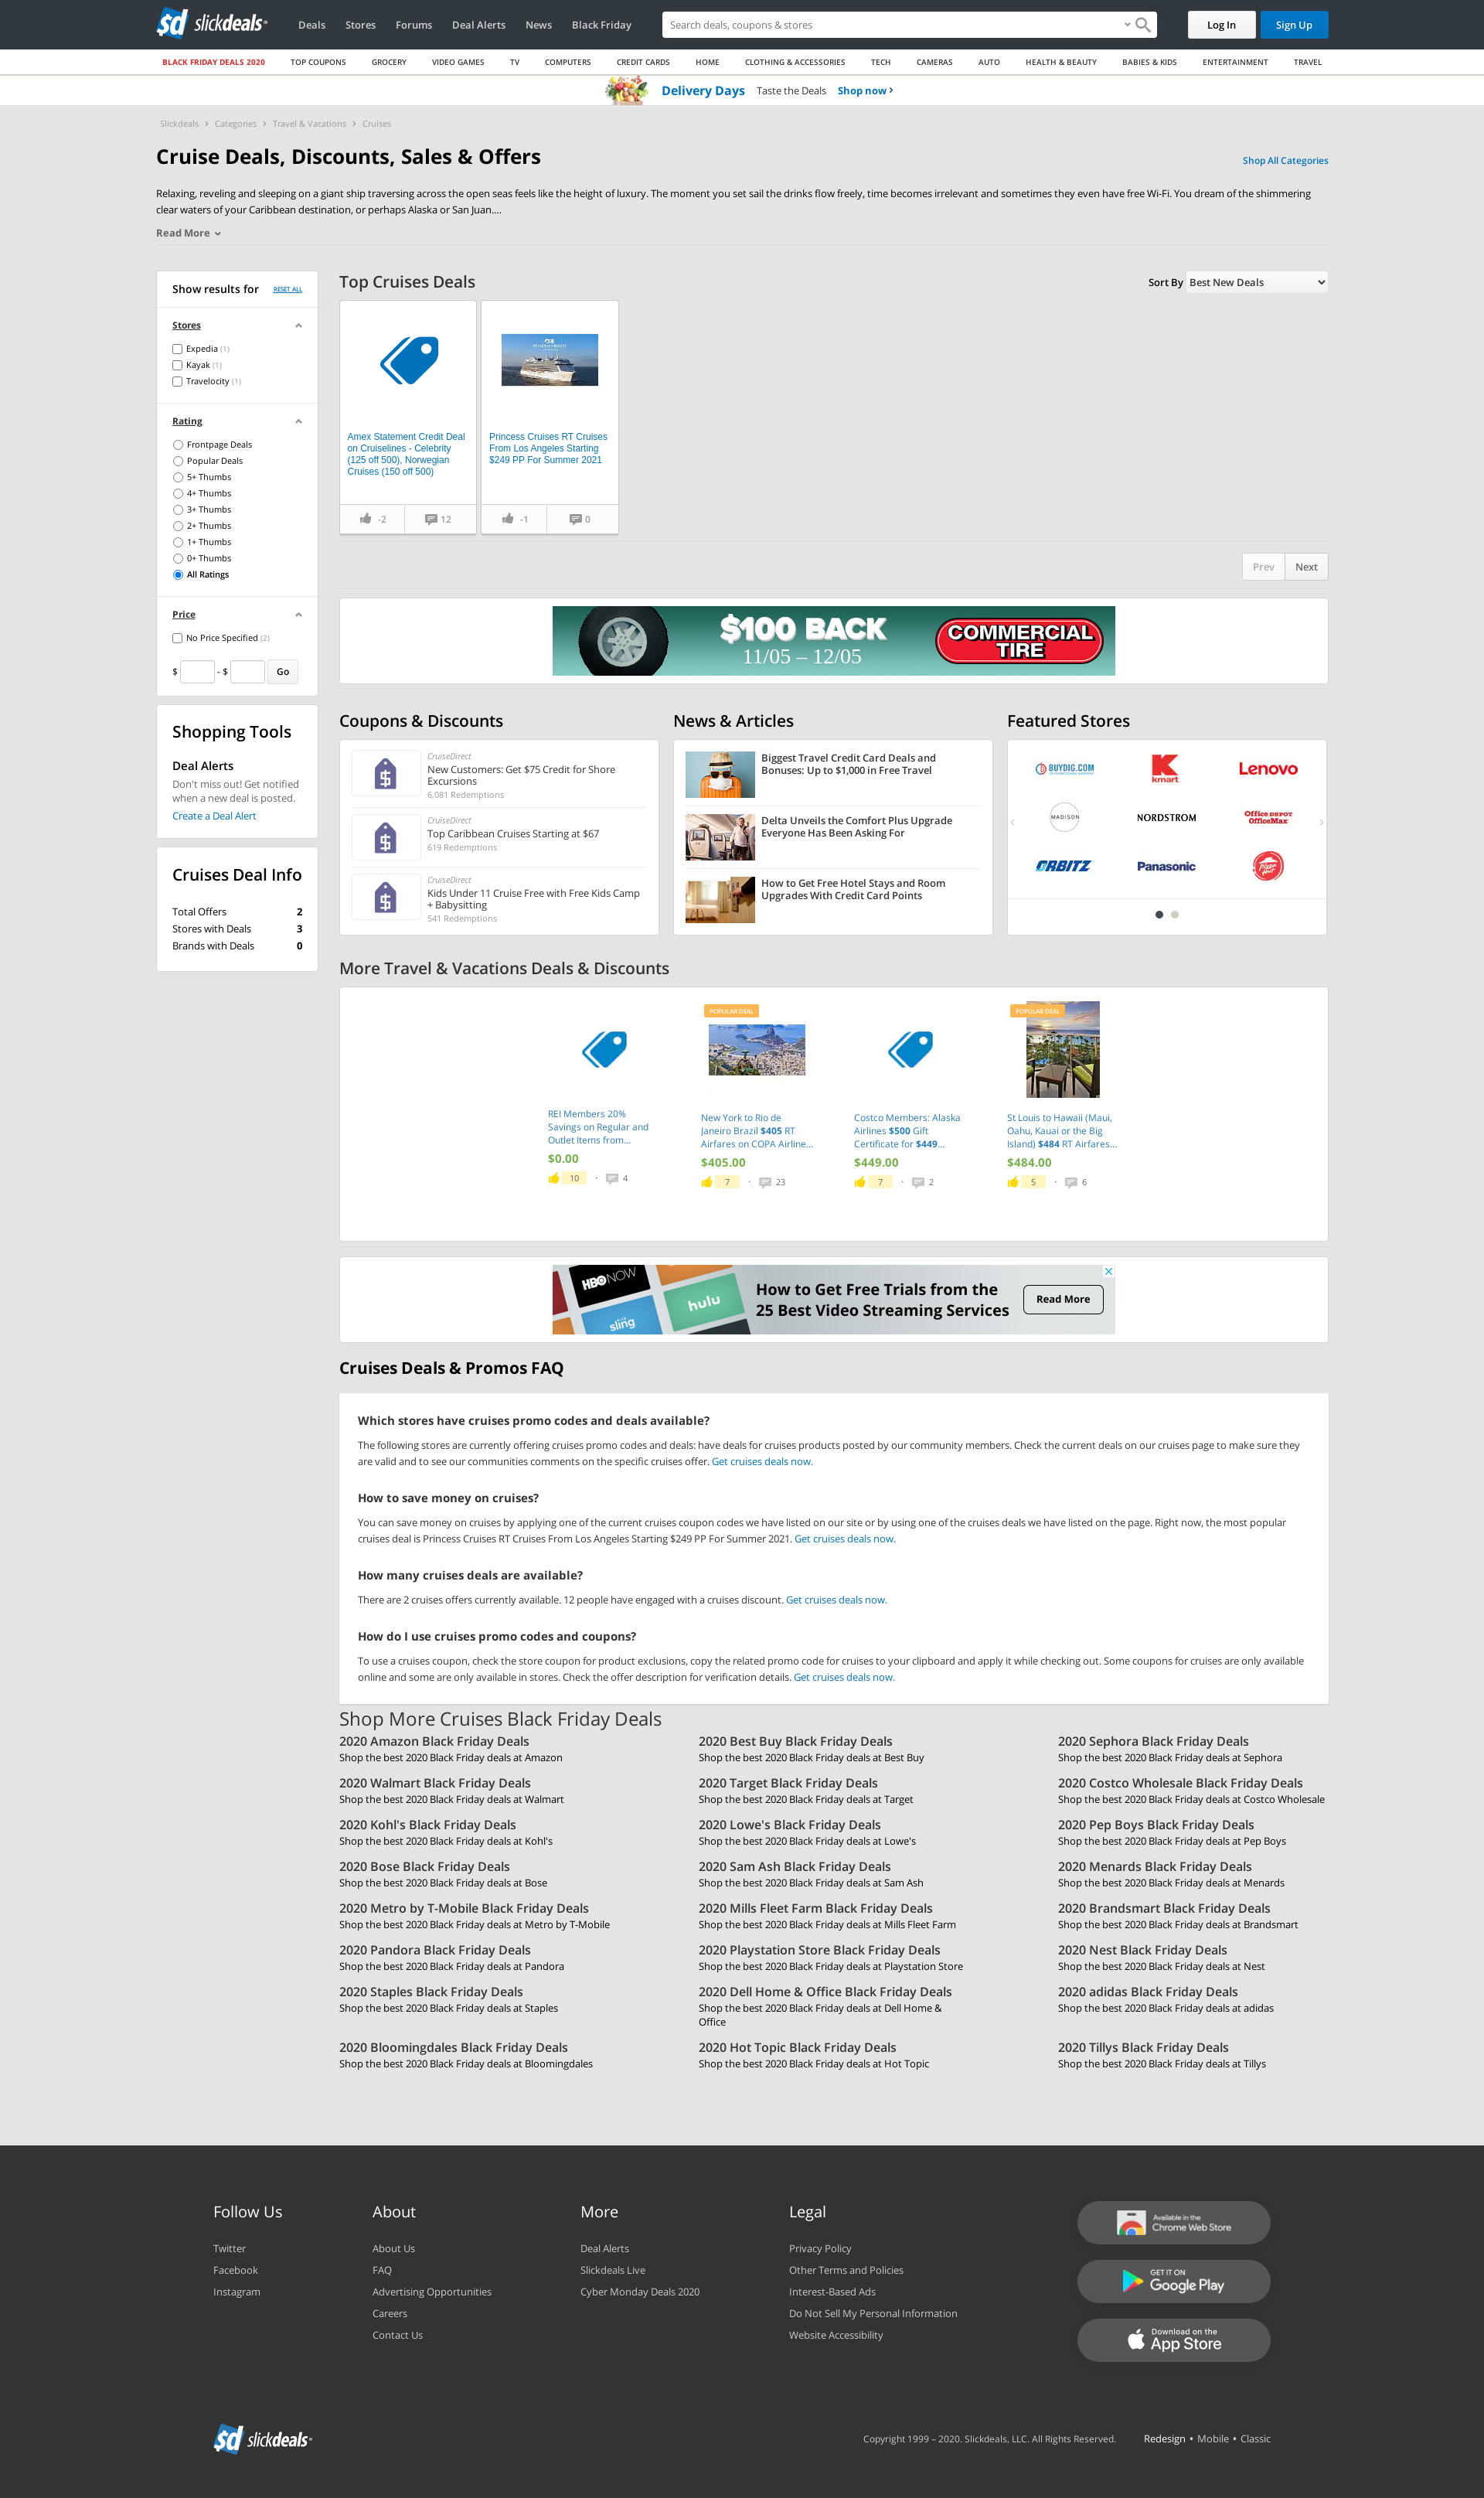 sd slickdeals®
Deals Stores Forums Deal Alerts News Black Friday
Search deals, coupons & stores
Log In Sign Up
BLACK FRIDAY DEALS 2020 TOP COUPONS GROCERY VIDEO GAMES TV COMPUTERS CREDIT CARDS HOME CLOTHING & ACCESSORIES TECH CAMERAS AUTO HEALTH & BEAUTY BABIES & KIDS ENTERTAINMENT TRAVEL
Delivery Days Taste the Deals Shop now ›
Slickdeals › Categories › Travel & Vacations › Cruises
Cruise Deals, Discounts, Sales & Offers
Shop All Categories
Relaxing, reveling and sleeping on a giant ship traversing across the open seas feels like the height of luxury. The moment you set sail the drinks flow freely, time becomes irrelevant and sometimes they even have free Wi-Fi. You dream of the shimmering
clear waters of your Caribbean destination, or perhaps Alaska or San Juan....
Read More
Show results for RESET ALL
Stores
Expedia (1)
Kayak (1)
Travelocity (1)
Rating
Frontpage Deals
Popular Deals
5+ Thumbs
4+ Thumbs
3+ Thumbs
2+ Thumbs
1+ Thumbs
0+ Thumbs
All Ratings
Price
No Price Specified (2)
$ - $ Go
Shopping Tools
Deal Alerts
Don't miss out! Get notified
when a new deal is posted.
Create a Deal Alert
Cruises Deal Info
Total Offers 2
Stores with Deals 3
Brands with Deals 0
Top Cruises Deals
Sort By Best New Deals
Amex Statement Credit Deal
on Cruiselines - Celebrity
(125 off 500), Norwegian
Cruises (150 off 500)
-2 12
Princess Cruises RT Cruises
From Los Angeles Starting
$249 PP For Summer 2021
-1 0
Prev Next
$100 BACK
11/05 – 12/05
COMMERCIAL
TIRE
Coupons & Discounts
CruiseDirect
New Customers: Get $75 Credit for Shore
Excursions
6,081 Redemptions
CruiseDirect
Top Caribbean Cruises Starting at $67
619 Redemptions
CruiseDirect
Kids Under 11 Cruise Free with Free Kids Camp
+ Babysitting
541 Redemptions
News & Articles
Biggest Travel Credit Card Deals and
Bonuses: Up to $1,000 in Free Travel
Delta Unveils the Comfort Plus Upgrade
Everyone Has Been Asking For
How to Get Free Hotel Stays and Room
Upgrades With Credit Card Points
Featured Stores
BUYDIG.COM
K
kmart
Lenovo
MADISON
NORDSTROM
Office DEPOT
OfficeMax
ORBITZ
Panasonic
Pizza Hut
More Travel & Vacations Deals & Discounts
REI Members 20%
Savings on Regular and
Outlet Items from...
$0.00
10 · 4
POPULAR DEAL
New York to Rio de
Janeiro Brazil $405 RT
Airfares on COPA Airline...
$405.00
7 · 23
Costco Members: Alaska
Airlines $500 Gift
Certificate for $449...
$449.00
7 · 2
POPULAR DEAL
St Louis to Hawaii (Maui,
Oahu, Kauai or the Big
Island) $484 RT Airfares...
$484.00
5 · 6
HBO NOW
sling
hulu
How to Get Free Trials from the
25 Best Video Streaming Services
Read More
Cruises Deals & Promos FAQ
Which stores have cruises promo codes and deals available?
The following stores are currently offering cruises promo codes and deals: have deals for cruises products posted by our community members. Check the current deals on our cruises page to make sure they
are valid and to see our communities comments on the specific cruises offer. Get cruises deals now.
How to save money on cruises?
You can save money on cruises by applying one of the current cruises coupon codes we have listed on our site or by using one of the cruises deals we have listed on the page. Right now, the most popular
cruises deal is Princess Cruises RT Cruises From Los Angeles Starting $249 PP For Summer 2021. Get cruises deals now.
How many cruises deals are available?
There are 2 cruises offers currently available. 12 people have engaged with a cruises discount. Get cruises deals now.
How do I use cruises promo codes and coupons?
To use a cruises coupon, check the store coupon for product exclusions, copy the related promo code for cruises to your clipboard and apply it while checking out. Some coupons for cruises are only available
online and some are only available in stores. Check the offer description for verification details. Get cruises deals now.
Shop More Cruises Black Friday Deals
2020 Amazon Black Friday Deals
Shop the best 2020 Black Friday deals at Amazon
2020 Best Buy Black Friday Deals
Shop the best 2020 Black Friday deals at Best Buy
2020 Sephora Black Friday Deals
Shop the best 2020 Black Friday deals at Sephora
2020 Walmart Black Friday Deals
Shop the best 2020 Black Friday deals at Walmart
2020 Target Black Friday Deals
Shop the best 2020 Black Friday deals at Target
2020 Costco Wholesale Black Friday Deals
Shop the best 2020 Black Friday deals at Costco Wholesale
2020 Kohl's Black Friday Deals
Shop the best 2020 Black Friday deals at Kohl's
2020 Lowe's Black Friday Deals
Shop the best 2020 Black Friday deals at Lowe's
2020 Pep Boys Black Friday Deals
Shop the best 2020 Black Friday deals at Pep Boys
2020 Bose Black Friday Deals
Shop the best 2020 Black Friday deals at Bose
2020 Sam Ash Black Friday Deals
Shop the best 2020 Black Friday deals at Sam Ash
2020 Menards Black Friday Deals
Shop the best 2020 Black Friday deals at Menards
2020 Metro by T-Mobile Black Friday Deals
Shop the best 2020 Black Friday deals at Metro by T-Mobile
2020 Mills Fleet Farm Black Friday Deals
Shop the best 2020 Black Friday deals at Mills Fleet Farm
2020 Brandsmart Black Friday Deals
Shop the best 2020 Black Friday deals at Brandsmart
2020 Pandora Black Friday Deals
Shop the best 2020 Black Friday deals at Pandora
2020 Playstation Store Black Friday Deals
Shop the best 2020 Black Friday deals at Playstation Store
2020 Nest Black Friday Deals
Shop the best 2020 Black Friday deals at Nest
2020 Staples Black Friday Deals
Shop the best 2020 Black Friday deals at Staples
2020 Dell Home & Office Black Friday Deals
Shop the best 2020 Black Friday deals at Dell Home &
Office
2020 adidas Black Friday Deals
Shop the best 2020 Black Friday deals at adidas
2020 Bloomingdales Black Friday Deals
Shop the best 2020 Black Friday deals at Bloomingdales
2020 Hot Topic Black Friday Deals
Shop the best 2020 Black Friday deals at Hot Topic
2020 Tillys Black Friday Deals
Shop the best 2020 Black Friday deals at Tillys
Follow Us
Twitter
Facebook
Instagram
About
About Us
FAQ
Advertising Opportunities
Careers
Contact Us
More
Deal Alerts
Slickdeals Live
Cyber Monday Deals 2020
Legal
Privacy Policy
Other Terms and Policies
Interest-Based Ads
Do Not Sell My Personal Information
Website Accessibility
Available in the
Chrome Web Store
GET IT ON
Google Play
Download on the
App Store
sd slickdeals®
Copyright 1999 – 2020. Slickdeals, LLC. All Rights Reserved.
Redesign • Mobile • Classic